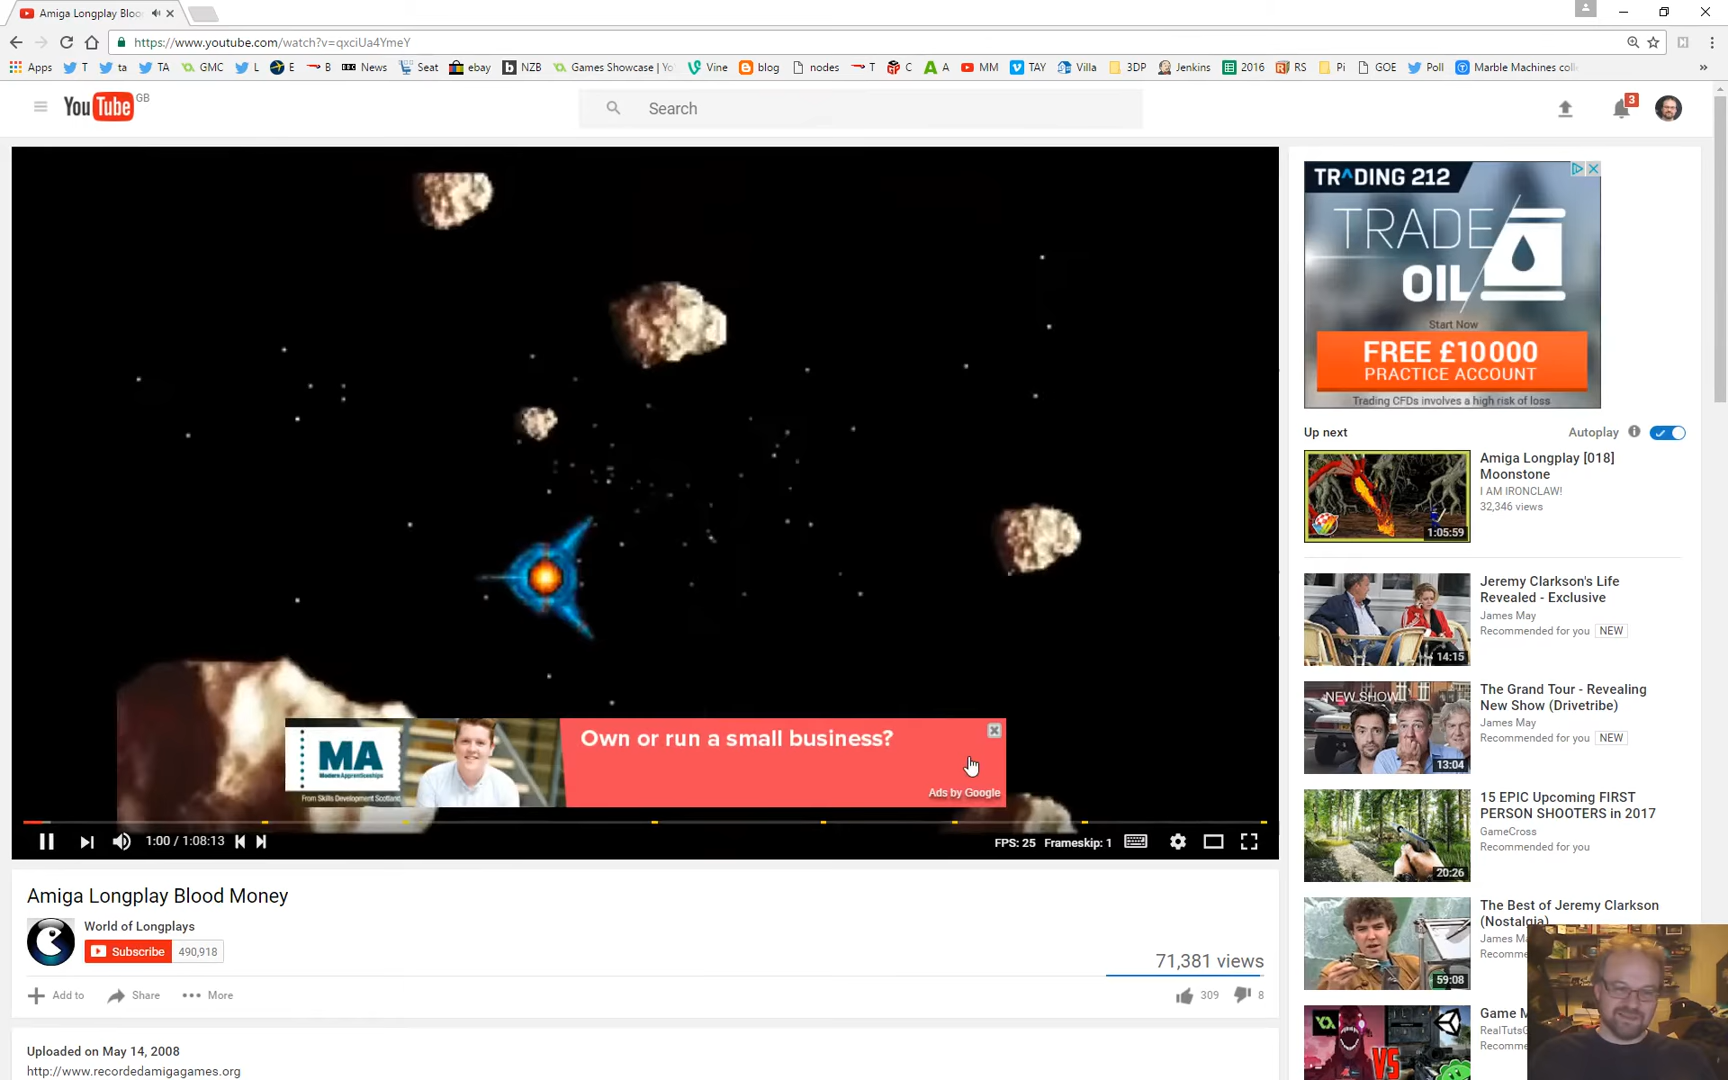 Amiga Longplay Bloo
https://www.youtube.com/watch?v=qxciUa4YmeY
Apps T ta TA GMC L E B News Seat ebay NZB Games Showcase | Yo Vine blog nodes T C A MM TAY Villa 3DP Jenkins 2016 RS Pi GOE Poll Marble Machines coll »
YouTube GB
Search
3
TRADING 212
TRADE
OIL
Start Now
FREE £10 000
PRACTICE ACCOUNT
Trading CFDs involves a high risk of loss
Up next
Autoplay
Amiga Longplay [018]
Moonstone
I AM IRONCLAW!
32,346 views
1:05:59
Jeremy Clarkson's Life
Revealed - Exclusive
James May
Recommended for you NEW
14:15
The Grand Tour - Revealing
New Show (Drivetribe)
James May
Recommended for you NEW
NEW SHOW
13:04
15 EPIC Upcoming FIRST
PERSON SHOOTERS in 2017
GameCross
Recommended for you
20:26
The Best of Jeremy Clarkson
(Nostalgia)
James Ma
Recomme
59:08
Game M
RealTutsG
Recomme
VS
MA
Modern Apprenticeships
From Skills Development Scotland
Own or run a small business?
Ads by Google
1:00 / 1:08:13
FPS: 25 Frameskip: 1
Amiga Longplay Blood Money
World of Longplays
Subscribe 490,918
71,381 views
Add to Share More
309 8
Uploaded on May 14, 2008
http://www.recordedamigagames.org